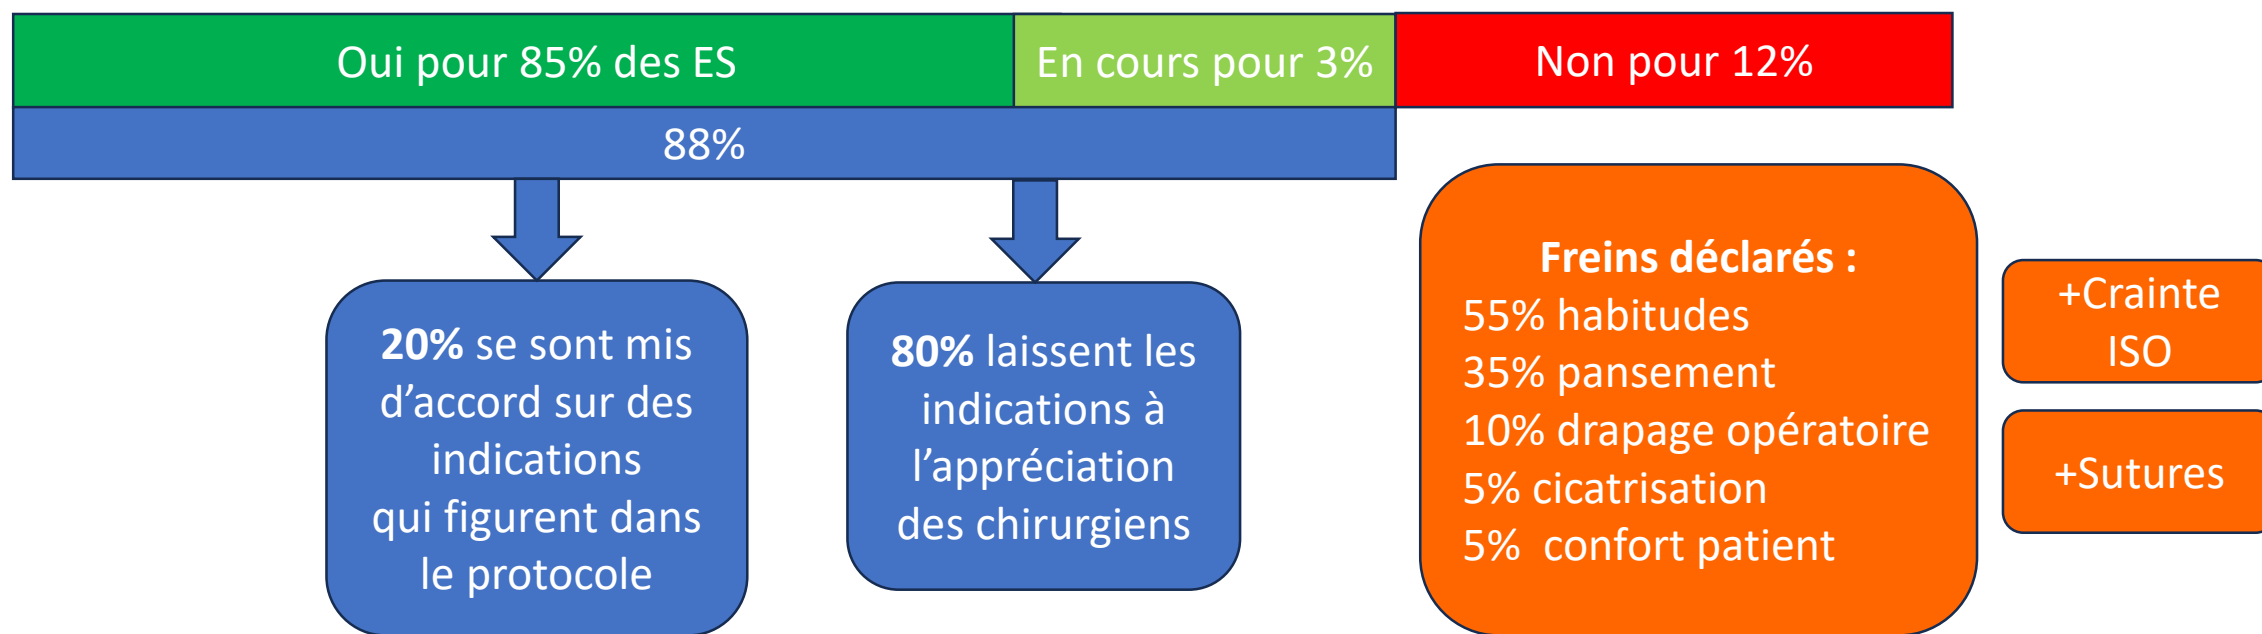 Oui pour 85% des ES
En cours pour 3%
Non pour 12%
88%
20% se sont mis
d’accord sur des
indications
qui figurent dans
le protocole
80% laissent les
indications à
l’appréciation
des chirurgiens
Freins déclarés :
55% habitudes
35% pansement
10% drapage opératoire
5% cicatrisation
5% confort patient
+Crainte
ISO
+Sutures